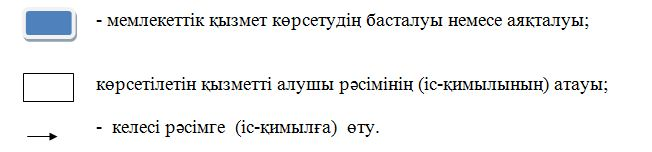 - мемлекеттік қызмет көрсетудің басталуы немесе аяқталуы;
көрсетілетін қызметті алушы рәсімінің (іс-қимылының) атауы;
- келесі рәсімге (іс-қимылға) өту.